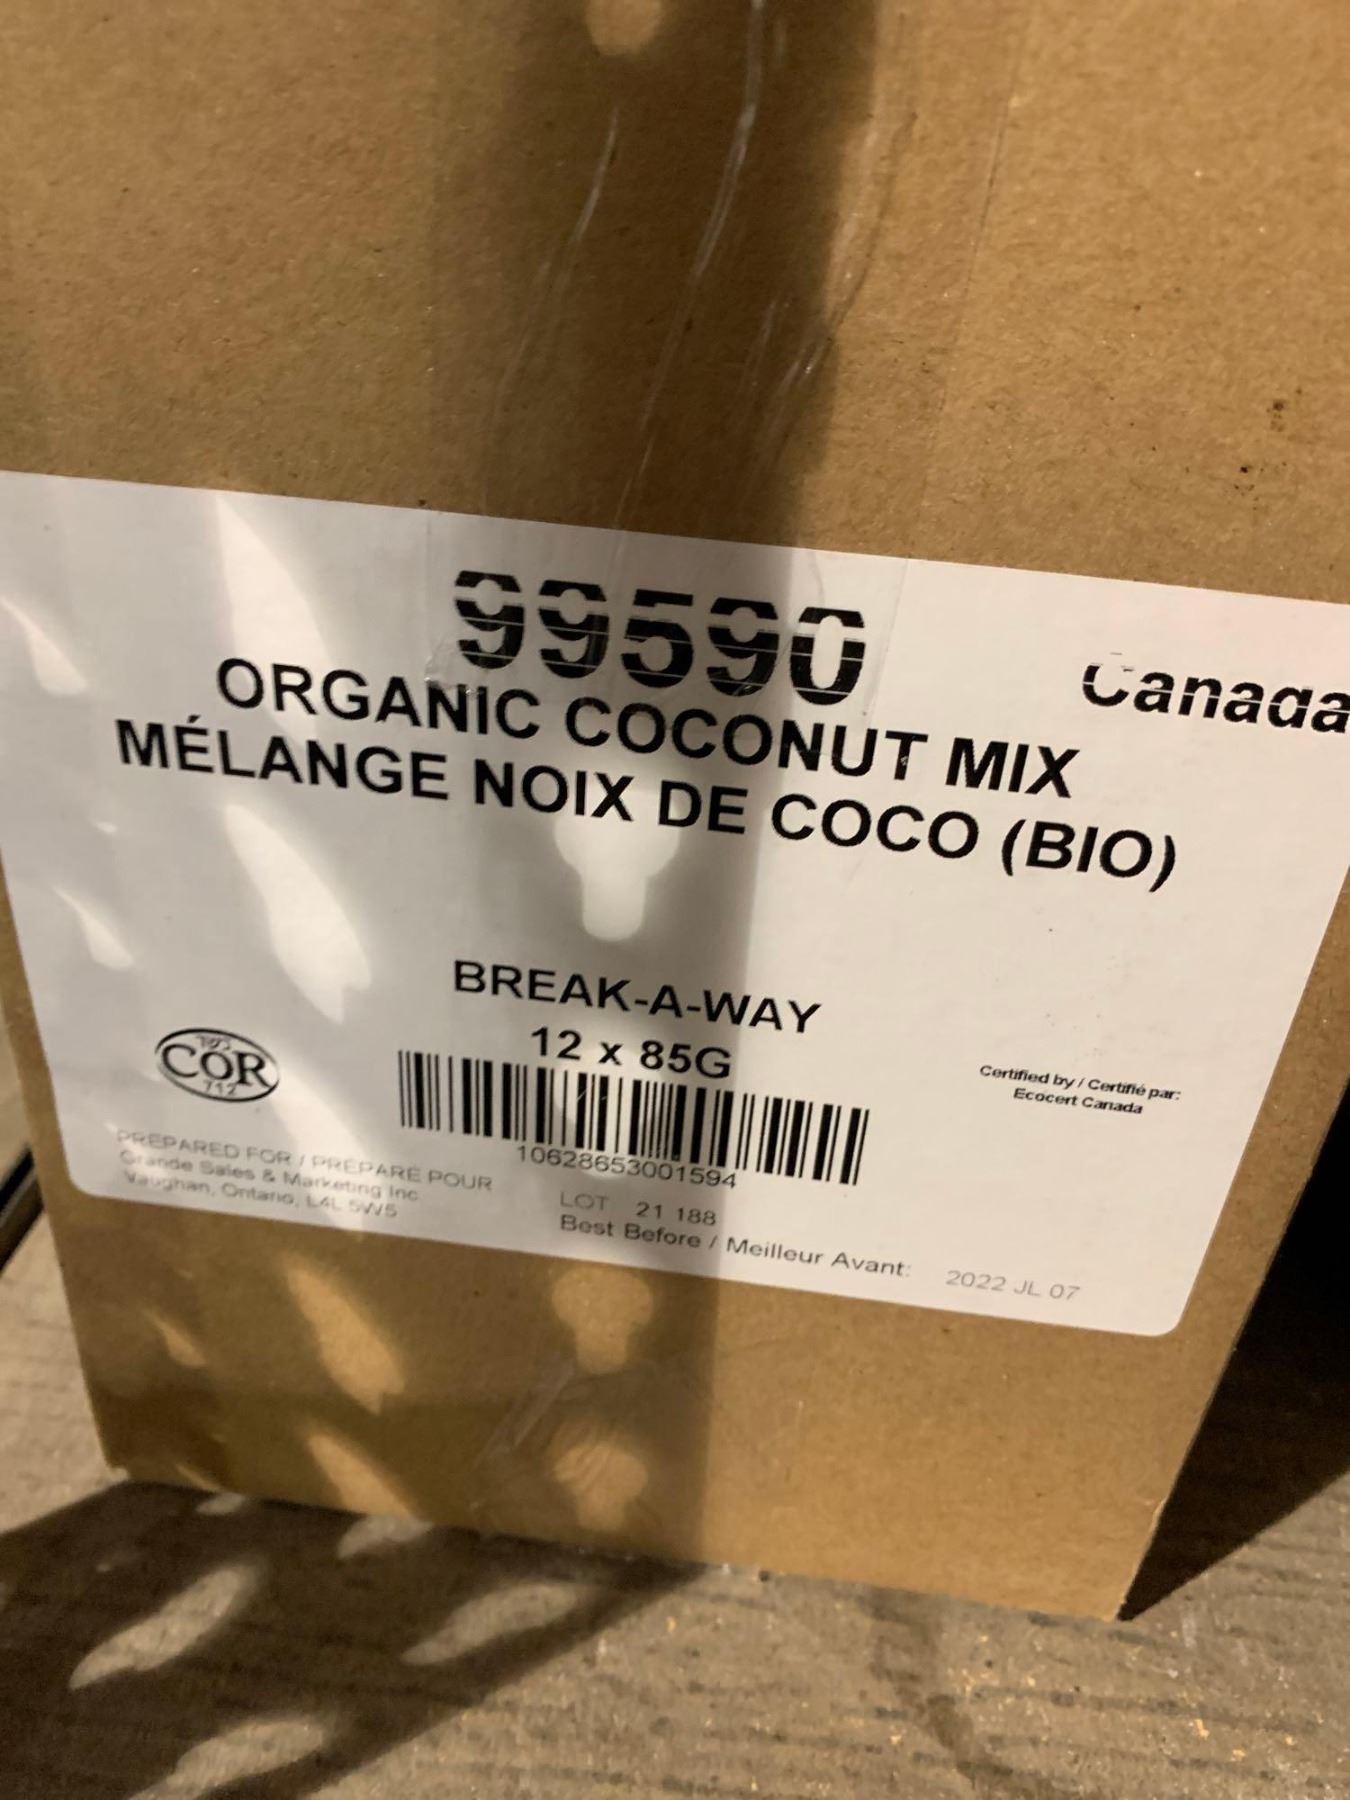 99590
Canada
ORGANIC COCONUT MIX
MÉLANGE NOIX DE COCO (BIO)
BREAK-A-WAY
12 x 85G
כשר
COR
712
Certified by / Certifié par:
Ecocert Canada
10628653001594
PREPARED FOR / PRÉPARÉ POUR
Grande Sales & Marketing Inc
Vaughan, Ontario, L4L 5W5
LOT 21 188
Best Before / Meilleur Avant: 2022 JL 07